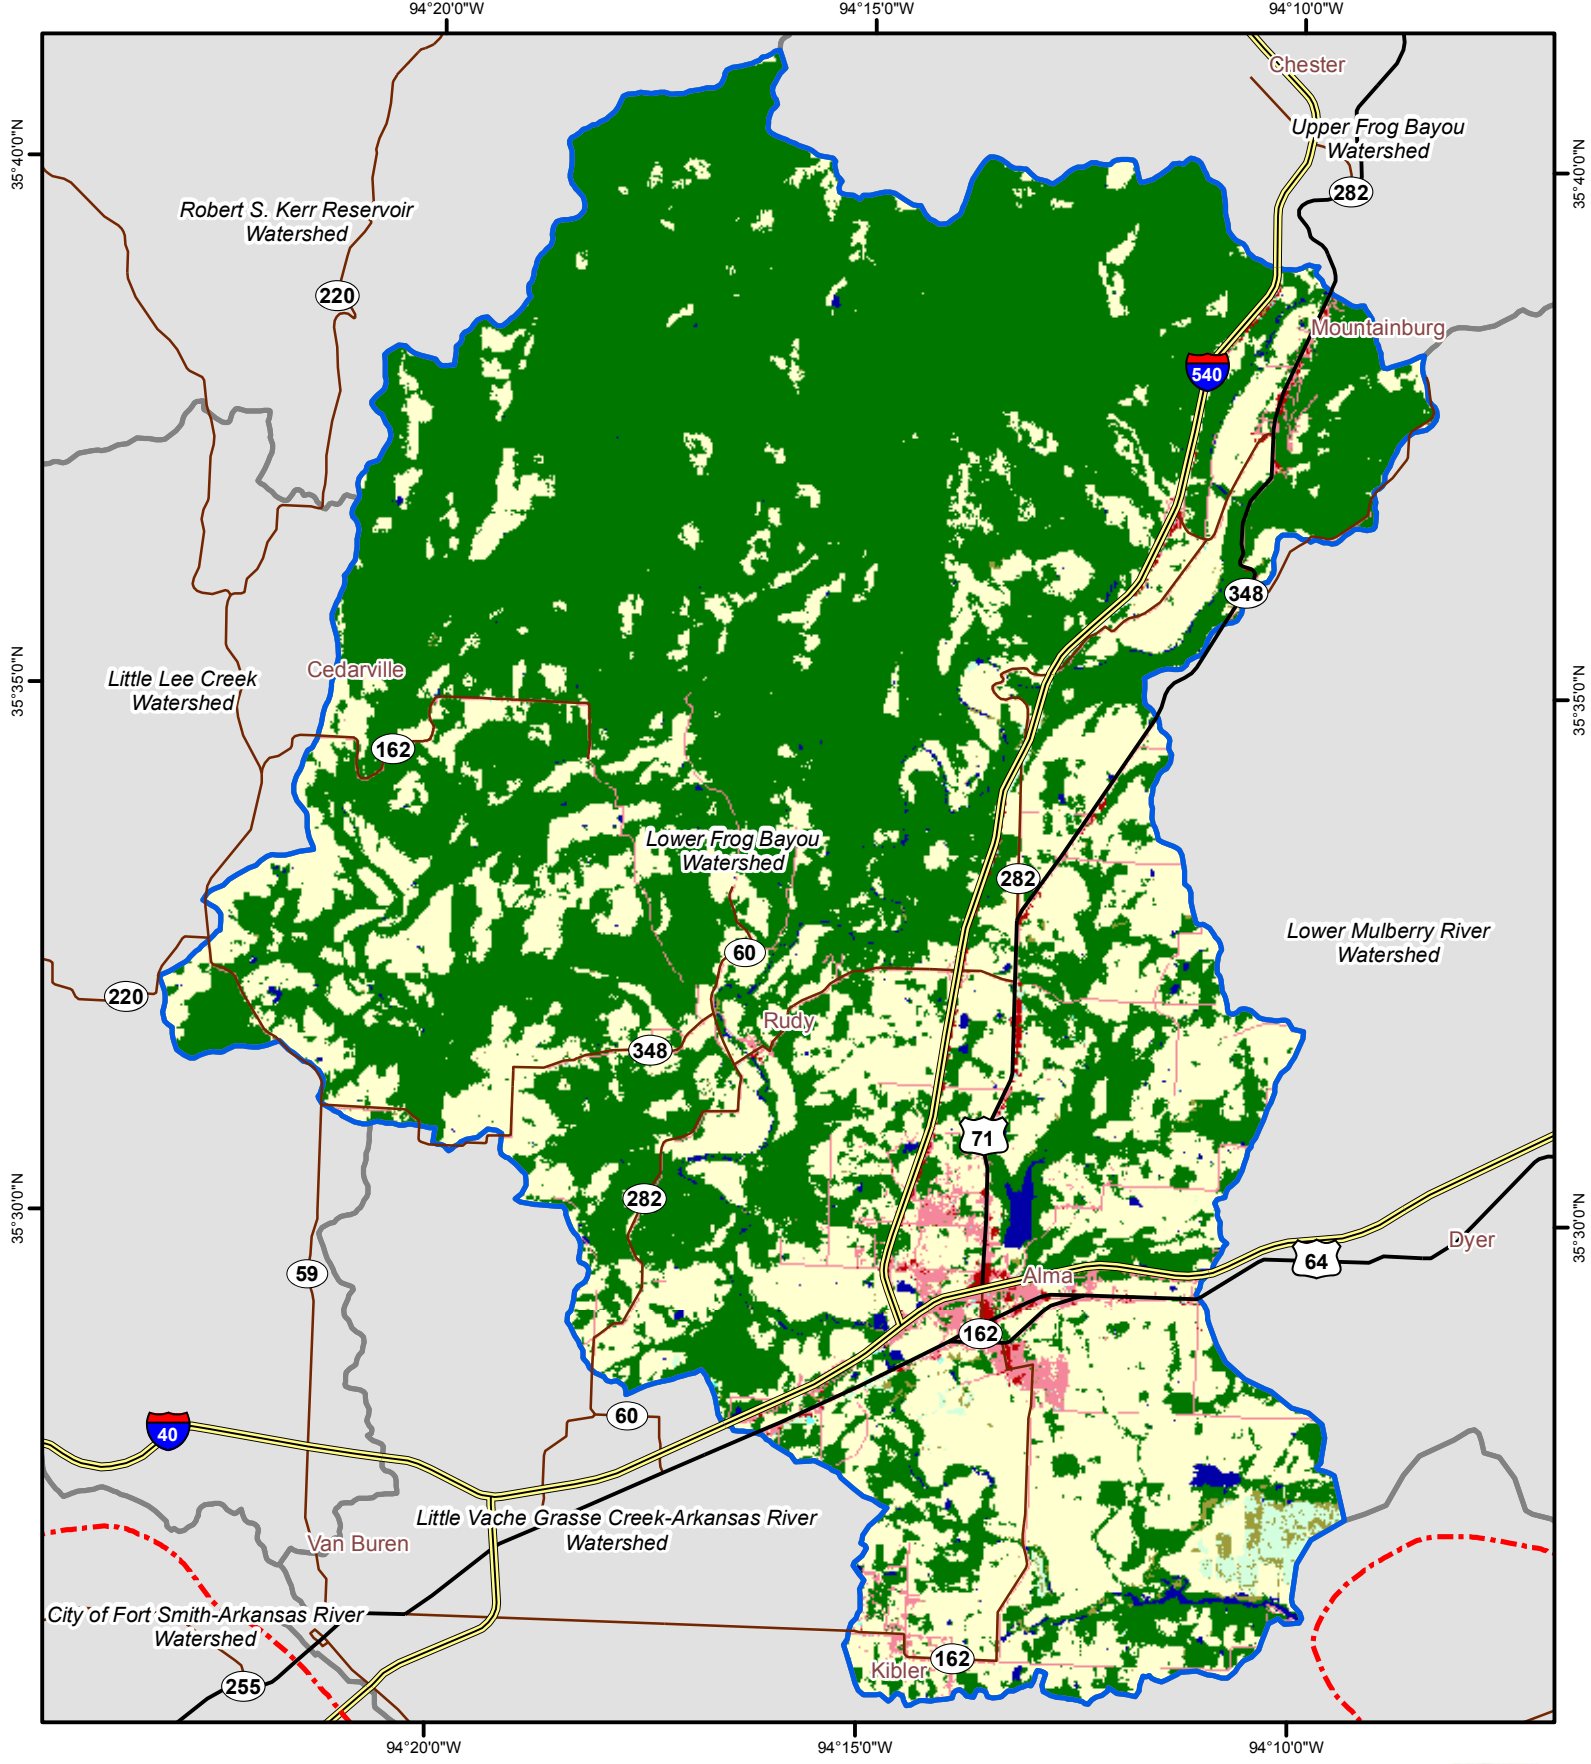 94°20'0"W
94°15'0"W
94°10'0"W
Chester
Upper Frog Bayou
Watershed
35°40'0"N
35°40'0"N
282
Robert S. Kerr Reservoir
Watershed
220
Mountainburg
540
348
Little Lee Creek
Watershed
Cedarville
35°35'0"N
35°35'0"N
162
Lower Frog Bayou
Watershed
282
60
Lower Mulberry River
Watershed
220
Rudy
348
71
282
35°30'0"N
35°30'0"N
Dyer
64
59
Alma
162
60
40
Little Vache Grasse Creek-Arkansas River
Watershed
Van Buren
City of Fort Smith-Arkansas River
Watershed
162
Kibler
255
94°20'0"W
94°15'0"W
94°10'0"W